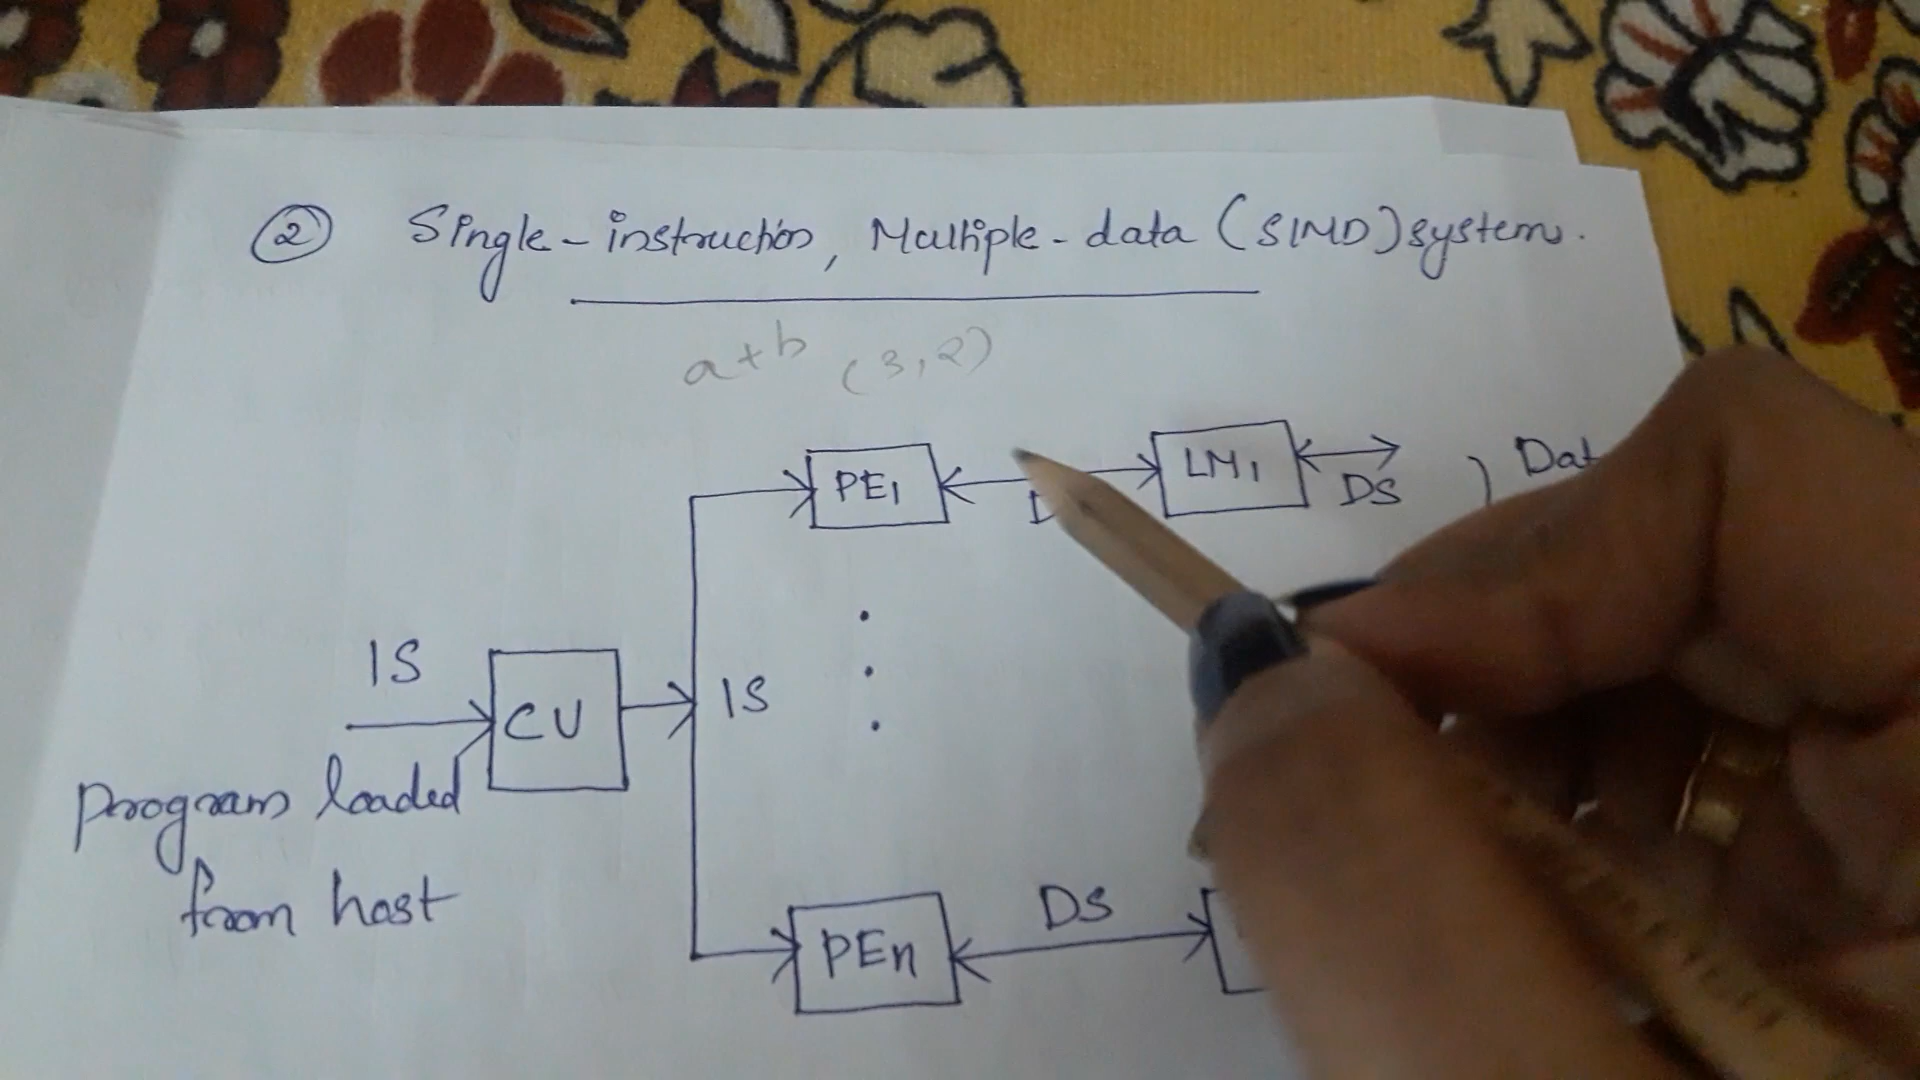 ② Single-instruction, Multiple-data (SIMD) system.
a+b (3,2)
PE1
LM1
DS
IS
CU
IS
Program loaded
from host
PEn
DS